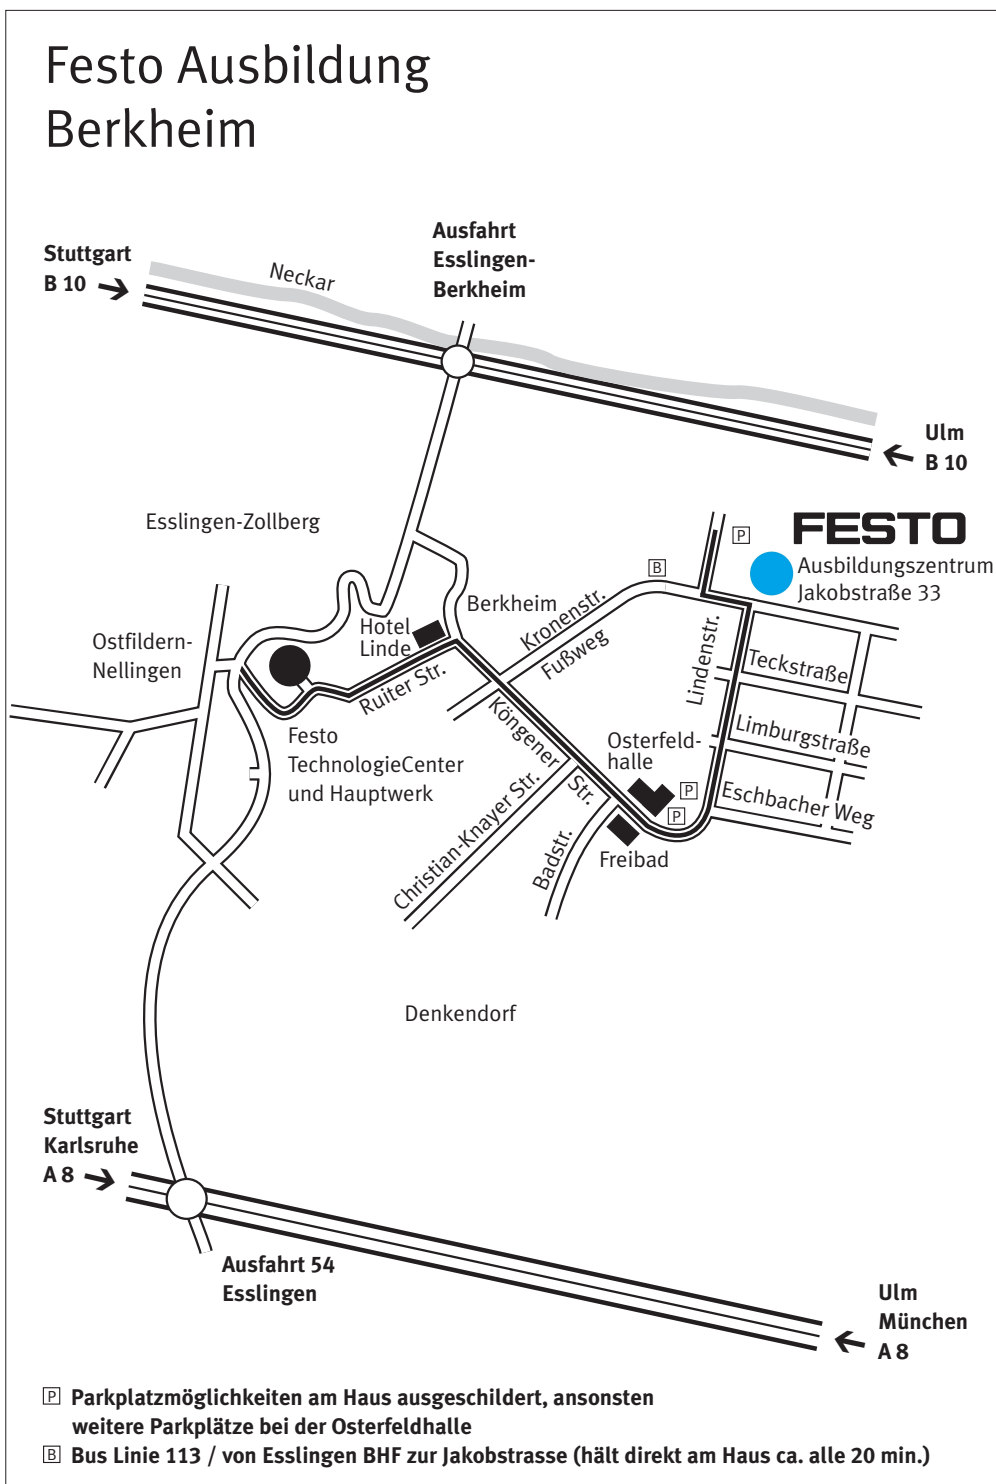 Festo Ausbildung
Berkheim
Stuttgart
B 10
Neckar
Ausfahrt
Esslingen-
Berkheim
Ulm
B 10
Esslingen-Zollberg
P
FESTO
Ausbildungszentrum
Jakobstraße 33
B
Berkheim
Kronenstr.
Fußweg
Hotel
Linde
Ostfildern-
Nellingen
Lindenstr.
Teckstraße
Ruiter Str.
Köngener
Str.
Limburgstraße
Osterfeld-
halle
Festo
TechnologieCenter
und Hauptwerk
P
P
Eschbacher Weg
Christian-Knayer Str.
Badstr.
Freibad
Denkendorf
Stuttgart
Karlsruhe
A 8
Ausfahrt 54
Esslingen
Ulm
München
A 8
P Parkplatzmöglichkeiten am Haus ausgeschildert, ansonsten
weitere Parkplätze bei der Osterfeldhalle
B Bus Linie 113 / von Esslingen BHF zur Jakobstrasse (hält direkt am Haus ca. alle 20 min.)